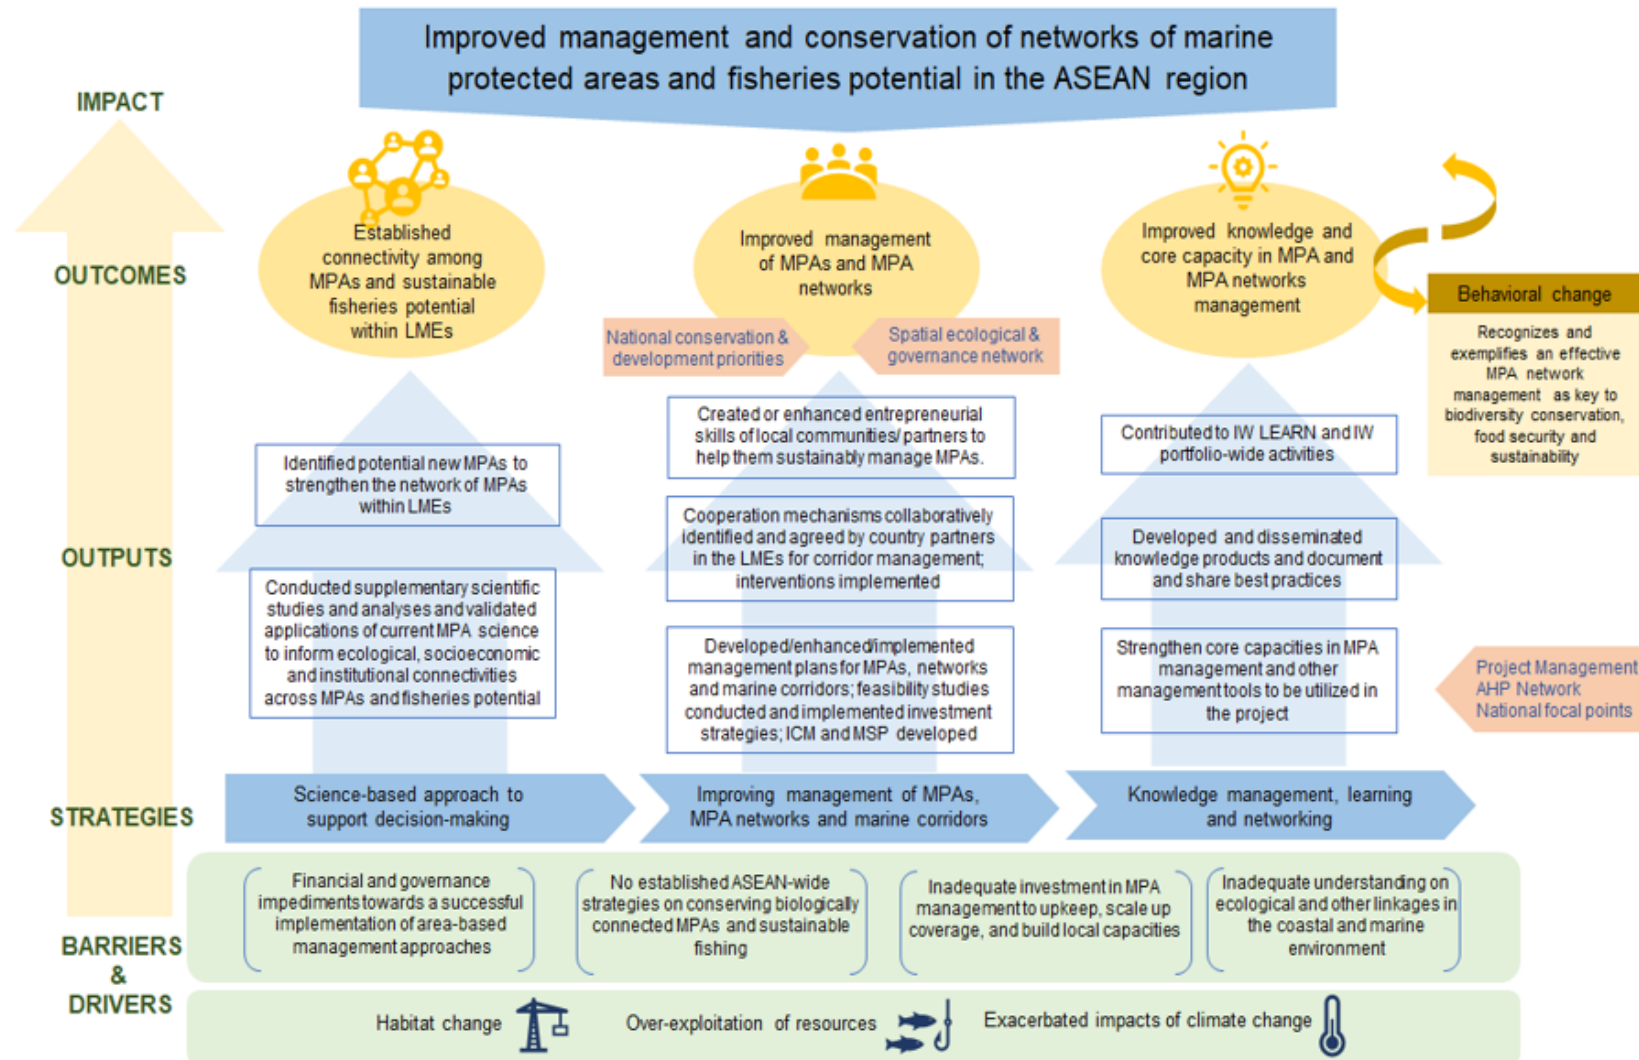 Improved management and conservation of networks of marine
protected areas and fisheries potential in the ASEAN region
IMPACT
OUTCOMES
Established
connectivity among
MPAs and sustainable
fisheries potential
within LMEs
Improved management
of MPAs and MPA
networks
Improved knowledge and
core capacity in MPA and
MPA networks
management
National conservation &
development priorities
Spatial ecological &
governance network
Behavioral change
Recognizes and
exemplifies an effective
MPA network
management as key to
biodiversity conservation,
food security and
sustainability
OUTPUTS
Identified potential new MPAs to
strengthen the network of MPAs
within LMEs
Conducted supplementary scientific
studies and analyses and validated
applications of current MPA science
to inform ecological, socioeconomic
and institutional connectivities
across MPAs and fisheries potential
Created or enhanced entrepreneurial
skills of local communities/ partners to
help them sustainably manage MPAs.
Cooperation mechanisms collaboratively
identified and agreed by country partners
in the LMEs for corridor management;
interventions implemented
Developed/enhanced/implemented
management plans for MPAs, networks
and marine corridors; feasibility studies
conducted and implemented investment
strategies; ICM and MSP developed
Contributed to IW LEARN and IW
portfolio-wide activities
Developed and disseminated
knowledge products and document
and share best practices
Strengthen core capacities in MPA
management and other
management tools to be utilized in
the project
Project Management
AHP Network
National focal points
STRATEGIES
Science-based approach to
support decision-making
Improving management of MPAs,
MPA networks and marine corridors
Knowledge management, learning
and networking
BARRIERS
&
DRIVERS
Financial and governance
impediments towards a successful
implementation of area-based
management approaches
No established ASEAN-wide
strategies on conserving biologically
connected MPAs and sustainable
fishing
Inadequate investment in MPA
management to upkeep, scale up
coverage, and build local capacities
Inadequate understanding on
ecological and other linkages in
the coastal and marine
environment
Habitat change
Over-exploitation of resources
Exacerbated impacts of climate change